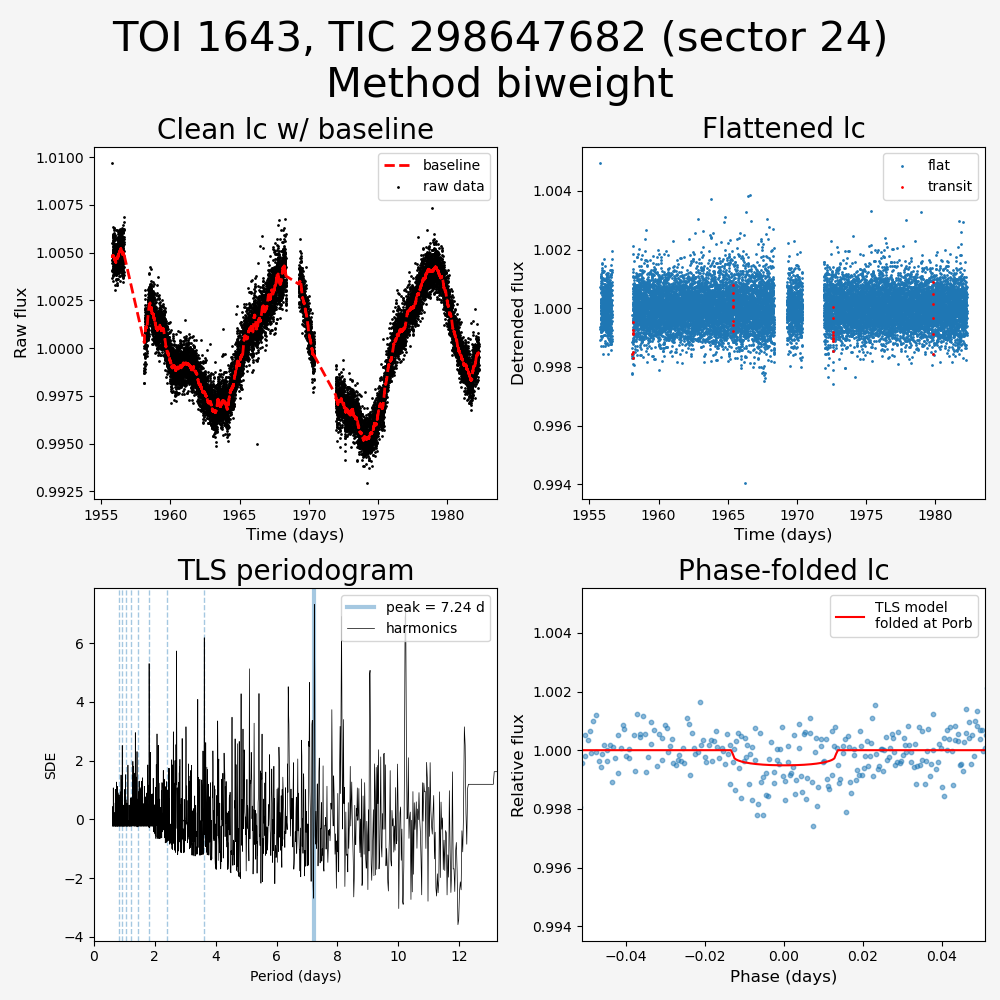 TOI 1643, TIC 298647682 (sector 24)
Method biweight
Clean lc w/ baseline
Raw flux
1.0100
1.0075
1.0050
1.0025
1.0000
0.9975
0.9950
0.9925
baseline
raw data
1955
1960
1965
1970
1975
1980
Time (days)
Flattened lc
Detrended flux
1.004
1.002
1.000
0.998
0.996
0.994
flat
transit
1955
1960
1965
1970
1975
1980
Time (days)
TLS periodogram
SDE
6
4
2
0
−2
−4
peak = 7.24 d
harmonics
0
2
4
6
8
10
12
Period (days)
Phase-folded lc
Relative flux
1.004
1.002
1.000
0.998
0.996
0.994
TLS model
folded at Porb
−0.04
−0.02
0.00
0.02
0.04
Phase (days)